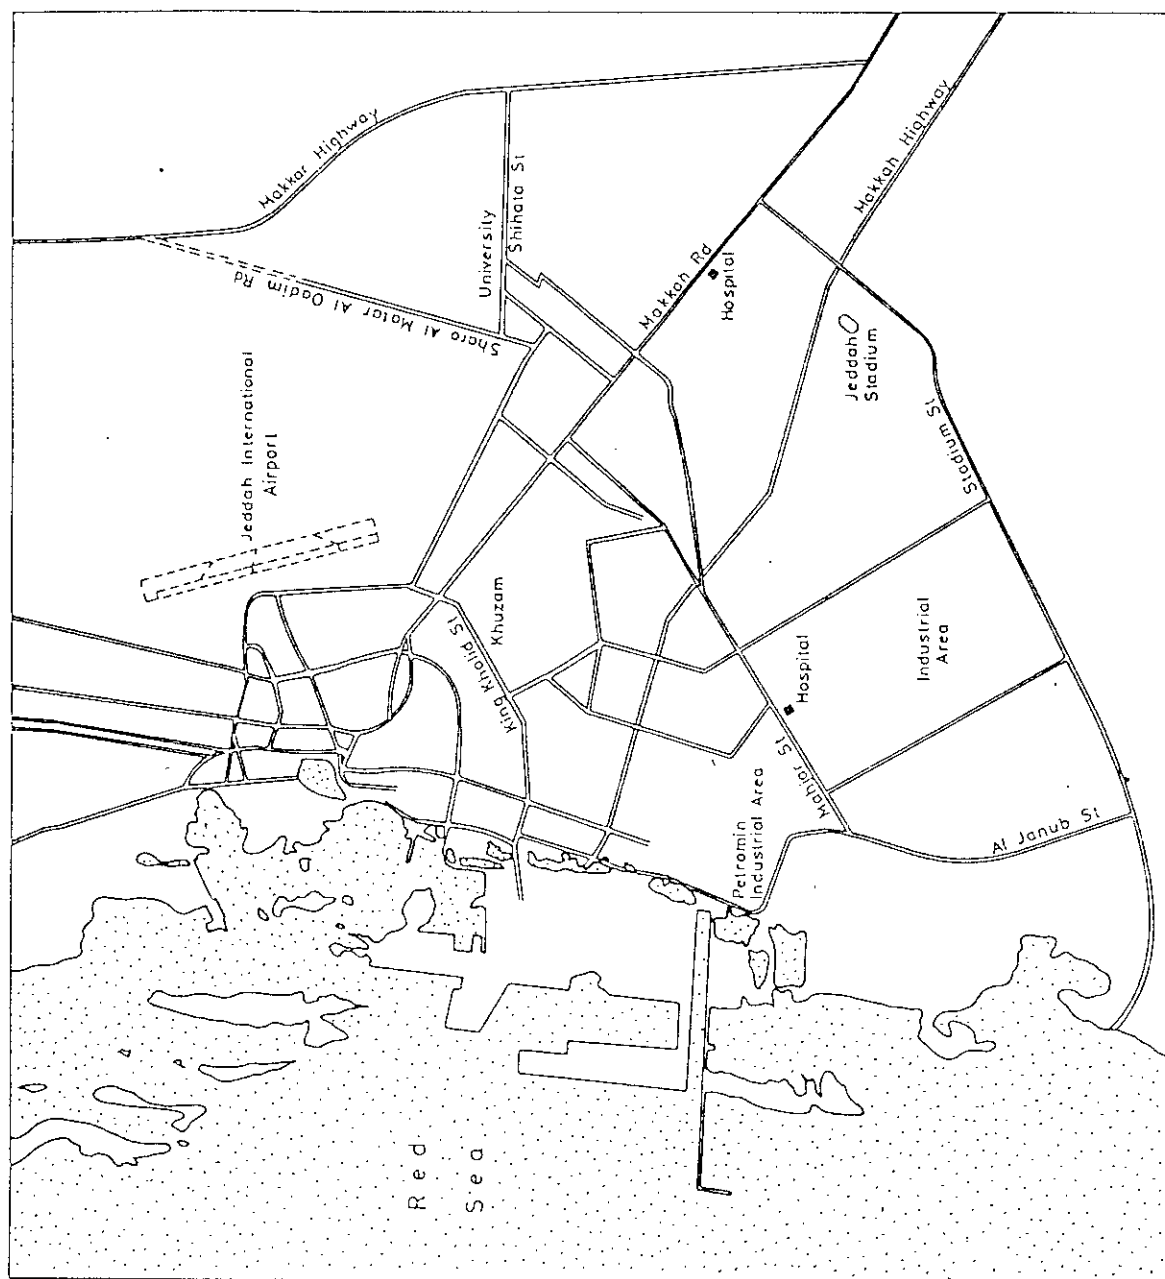 Makkar Highway
University
Shihata St
Sharo Al Matar Al Qadim Rd
Jeddah International
Airport
Makkah Rd
Hospital
Makkah Highway
Jeddah
Stadium
Stadium St
King Khalid St
Khuzam
Hospital
Industrial
Area
Mahjar St
Petromin
Industrial Area
Al Janub St
Red
Sea